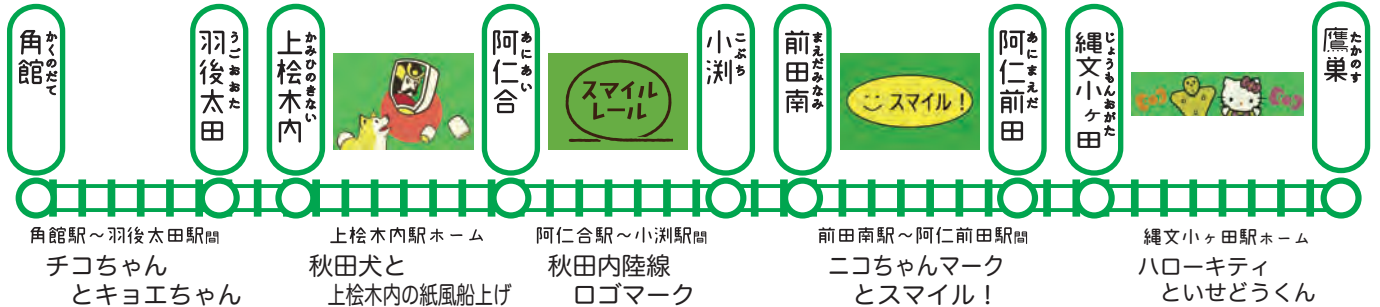 角館
かくのだて
羽後太田
うごおおた
上桧木内
かみひのきない
阿仁合
あにあい
スマイル
レール
小渕
こぶち
前田南
まえだみなみ
スマイル!
阿仁前田
あにまえだ
縄文小ヶ田
じょうもんおがた
鷹巣
たかのす
角館駅~羽後太田駅間
チコちゃん
とキョエちゃん
上桧木内駅ホーム
秋田犬と
上桧木内の紙風船上げ
阿仁合駅~小渕駅間
秋田内陸線
ロゴマーク
前田南駅~阿仁前田駅間
ニコちゃんマーク
とスマイル!
縄文小ヶ田駅ホーム
ハローキティ
といせどうくん